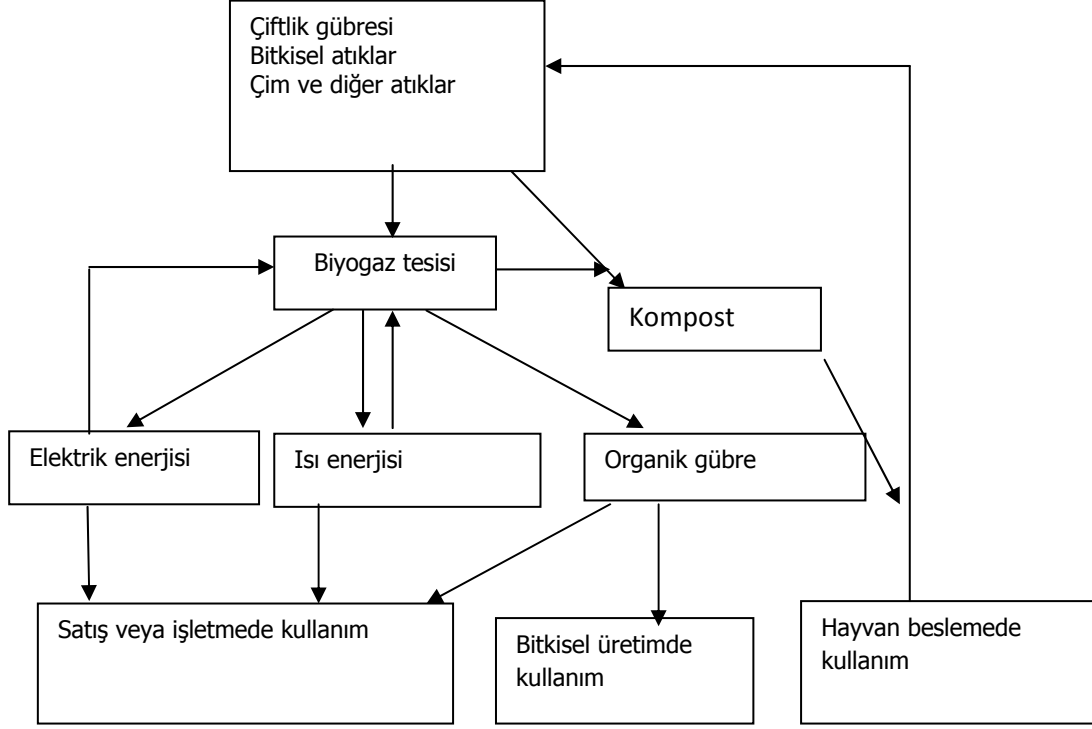 Çiftlik gübresi
Bitkisel atıklar
Çim ve diğer atıklar
Biyogaz tesisi
Kompost
Elektrik enerjisi
Isı enerjisi
Organik gübre
Satış veya işletmede kullanım
Bitkisel üretimde
kullanım
Hayvan beslemede
kullanım